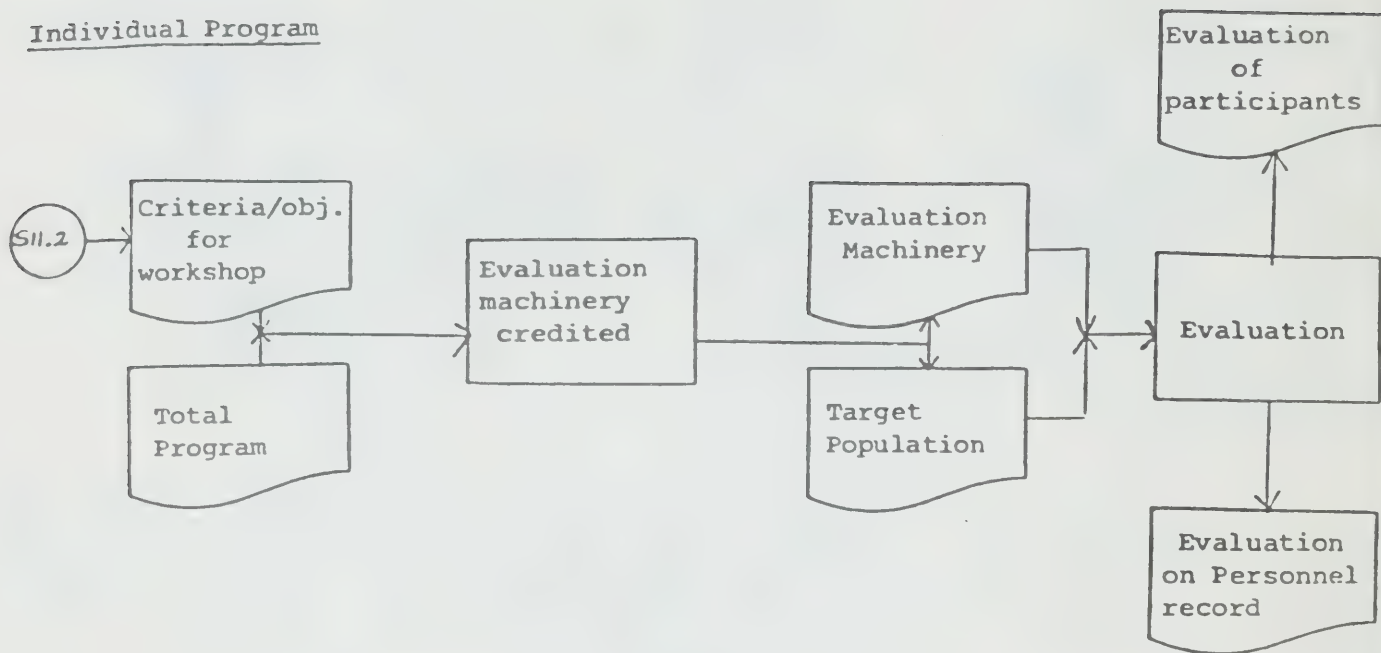 Individual Program
S11.2
Criteria/obj.
for
workshop
Total
Program
Evaluation
machinery
credited
Evaluation
Machinery
Target
Population
Evaluation
of
participants
Evaluation
Evaluation
on Personnel
record